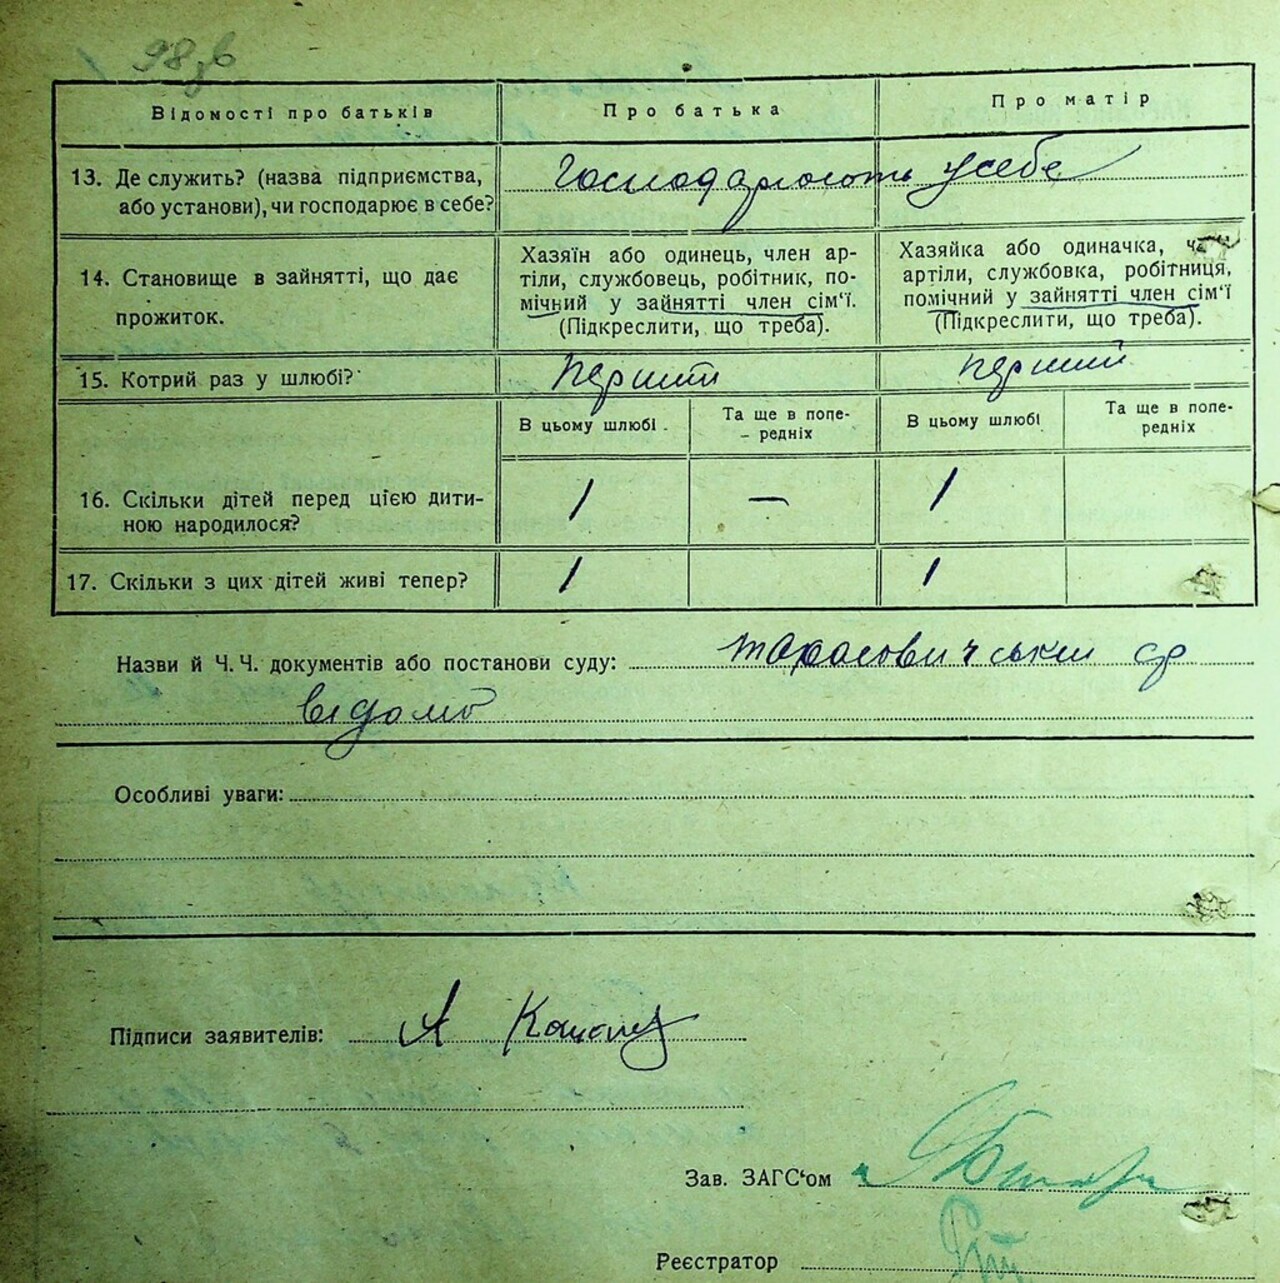 98зв
Відомості про батьків
Про батька
Про матір
13. Де служить? (назва підприємства,
або установи), чи господарює в себе?
Господарюють у себе
14. Становище в зайнятті, що дає
прожиток.
Хазяїн або одинець, член ар-
тіли, службовець, робітник, по-
мічний у зайнятті член сім'ї.
(Підкреслити, що треба).
Хазяйка або одиначка,
артіли, службовка, робітниця,
помічний у зайнятті член сім'ї
(Підкреслити, що треба).
15. Котрий раз у шлюбі?
перший
перший
В цьому шлюбі
Та ще в попе-
редніх
В цьому шлюбі
Та ще в попе-
редніх
16. Скільки дітей перед цією дити-
ною народилося?
1
—
1
17. Скільки з цих дітей живі тепер?
1
1
Назви й Ч. Ч. документів або постанови суду: тарасовичський ср
відомо
Особливі уваги:
Підписи заявителів: А
Зав. ЗАГС'ом
Реєстратор